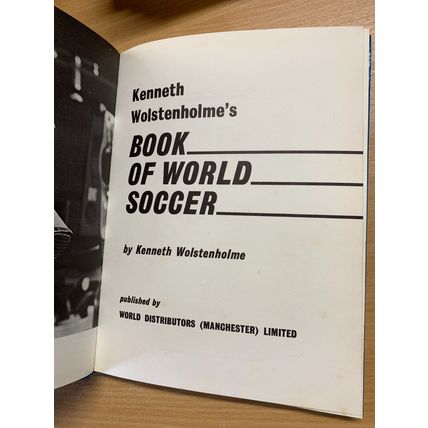 Kenneth
Wolstenholme's
BOOK
OF WORLD
SOCCER
by Kenneth Wolstenholme
published by
WORLD DISTRIBUTORS (MANCHESTER) LIMITED